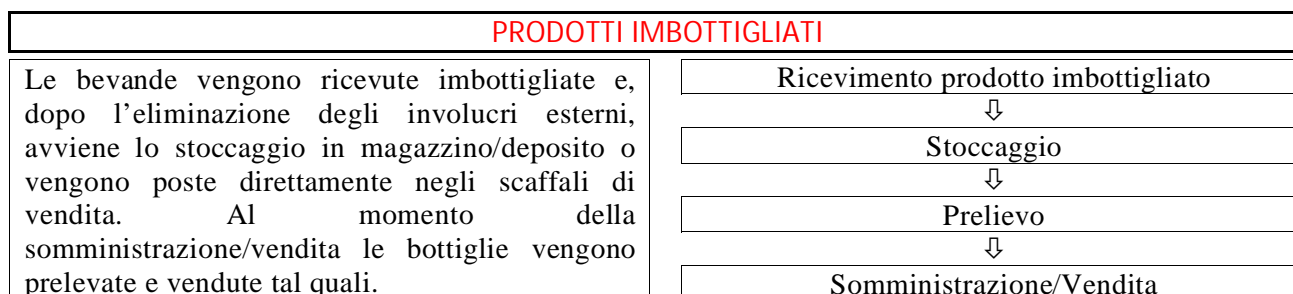 PRODOTTI IMBOTTIGLIATI
Le bevande vengono ricevute imbottigliate e,
dopo l'eliminazione degli involucri esterni,
avviene lo stoccaggio in magazzino/deposito o
vengono poste direttamente negli scaffali di
vendita. Al momento della
somministrazione/vendita le bottiglie vengono
prelevate e vendute tal quali.
Ricevimento prodotto imbottigliato
⇩
Stoccaggio
⇩
Prelievo
⇩
Somministrazione/Vendita